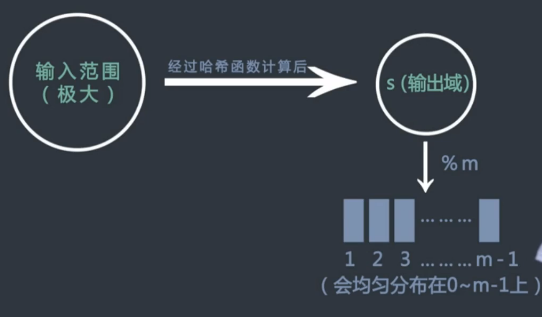 输入范围
(极大)
经过哈希函数计算后
s(输出域)
%m
………
1 2 3 ………m-1
(会均匀分布在0~m-1上)